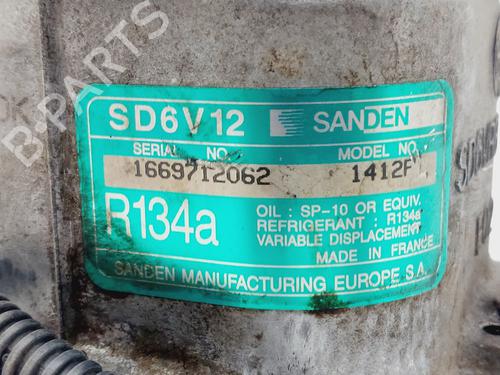 B-PARTS
SD6V12 SANDEN
SERIAL NO. MODEL NO.
1669712062 1412F
R134a
OIL : SP-10 OR EQUIV.
REFRIGERANT : R134a
VARIABLE DISPLACEMENT
MADE IN FRANCE
SANDEN MANUFACTURING EUROPE S.A.